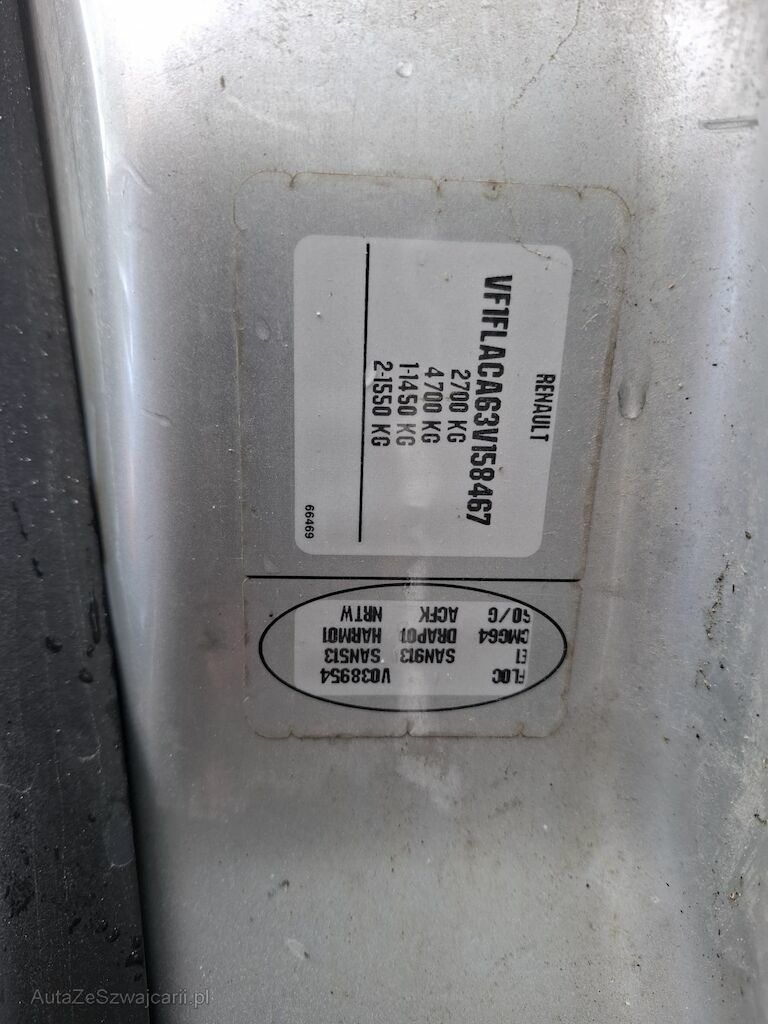 RENAULT
VF1FLACA63V158467
2700 KG
4700 KG
1-1450 KG
2-1550 KG
66469
FLOC V038954
E1 SAN913 SAN513
CMG64 DRAP01 HARM01
ACFK NRTW
AutaZeSzwajcarii.pl